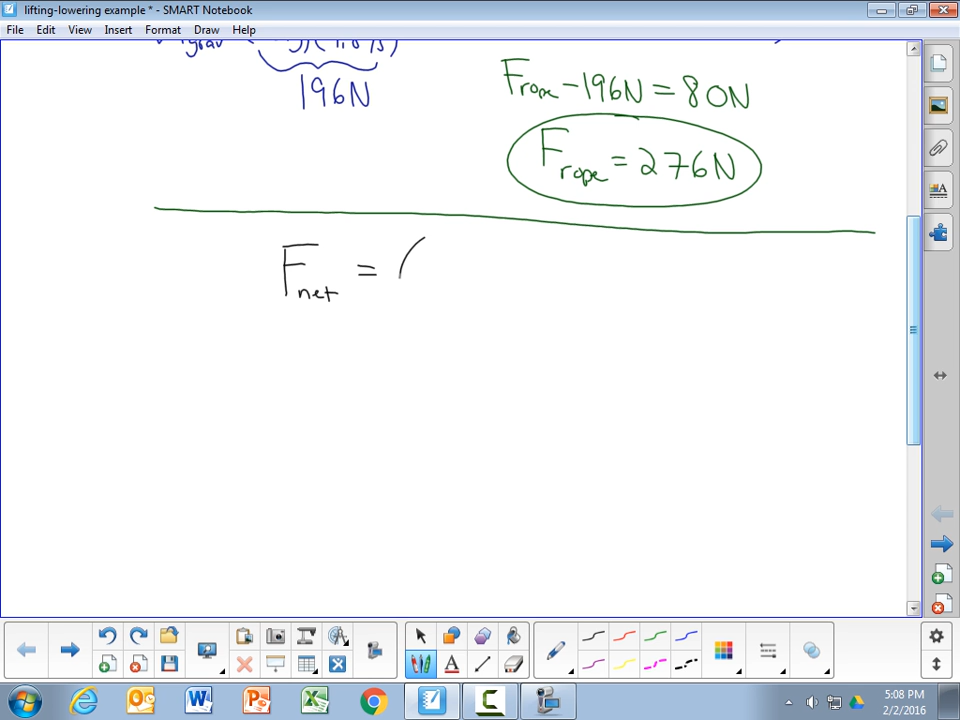 lifting-lowering example * - SMART Notebook
File Edit View Insert Format Draw Help
196N
Frope - 196N = 80N
Frope = 276N
Fnet = (
5:08 PM
2/2/2016